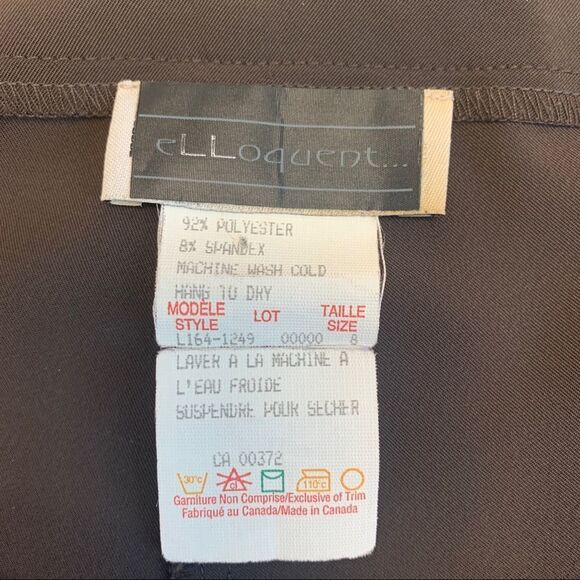 eLLoquent...
92% POLYESTER
8% SPANDEX
MACHINE WASH COLD
HANG TO DRY
MODÈLE STYLE LOT TAILLE SIZE
L164-1249 00000 8
LAVER A LA MACHINE A
L'EAU FROIDE
SUSPENDRE POUR SECHER
CA 00372
30°c cl 110°c
Garniture Non Comprise/Exclusive of Trim
Fabriqué au Canada/Made in Canada